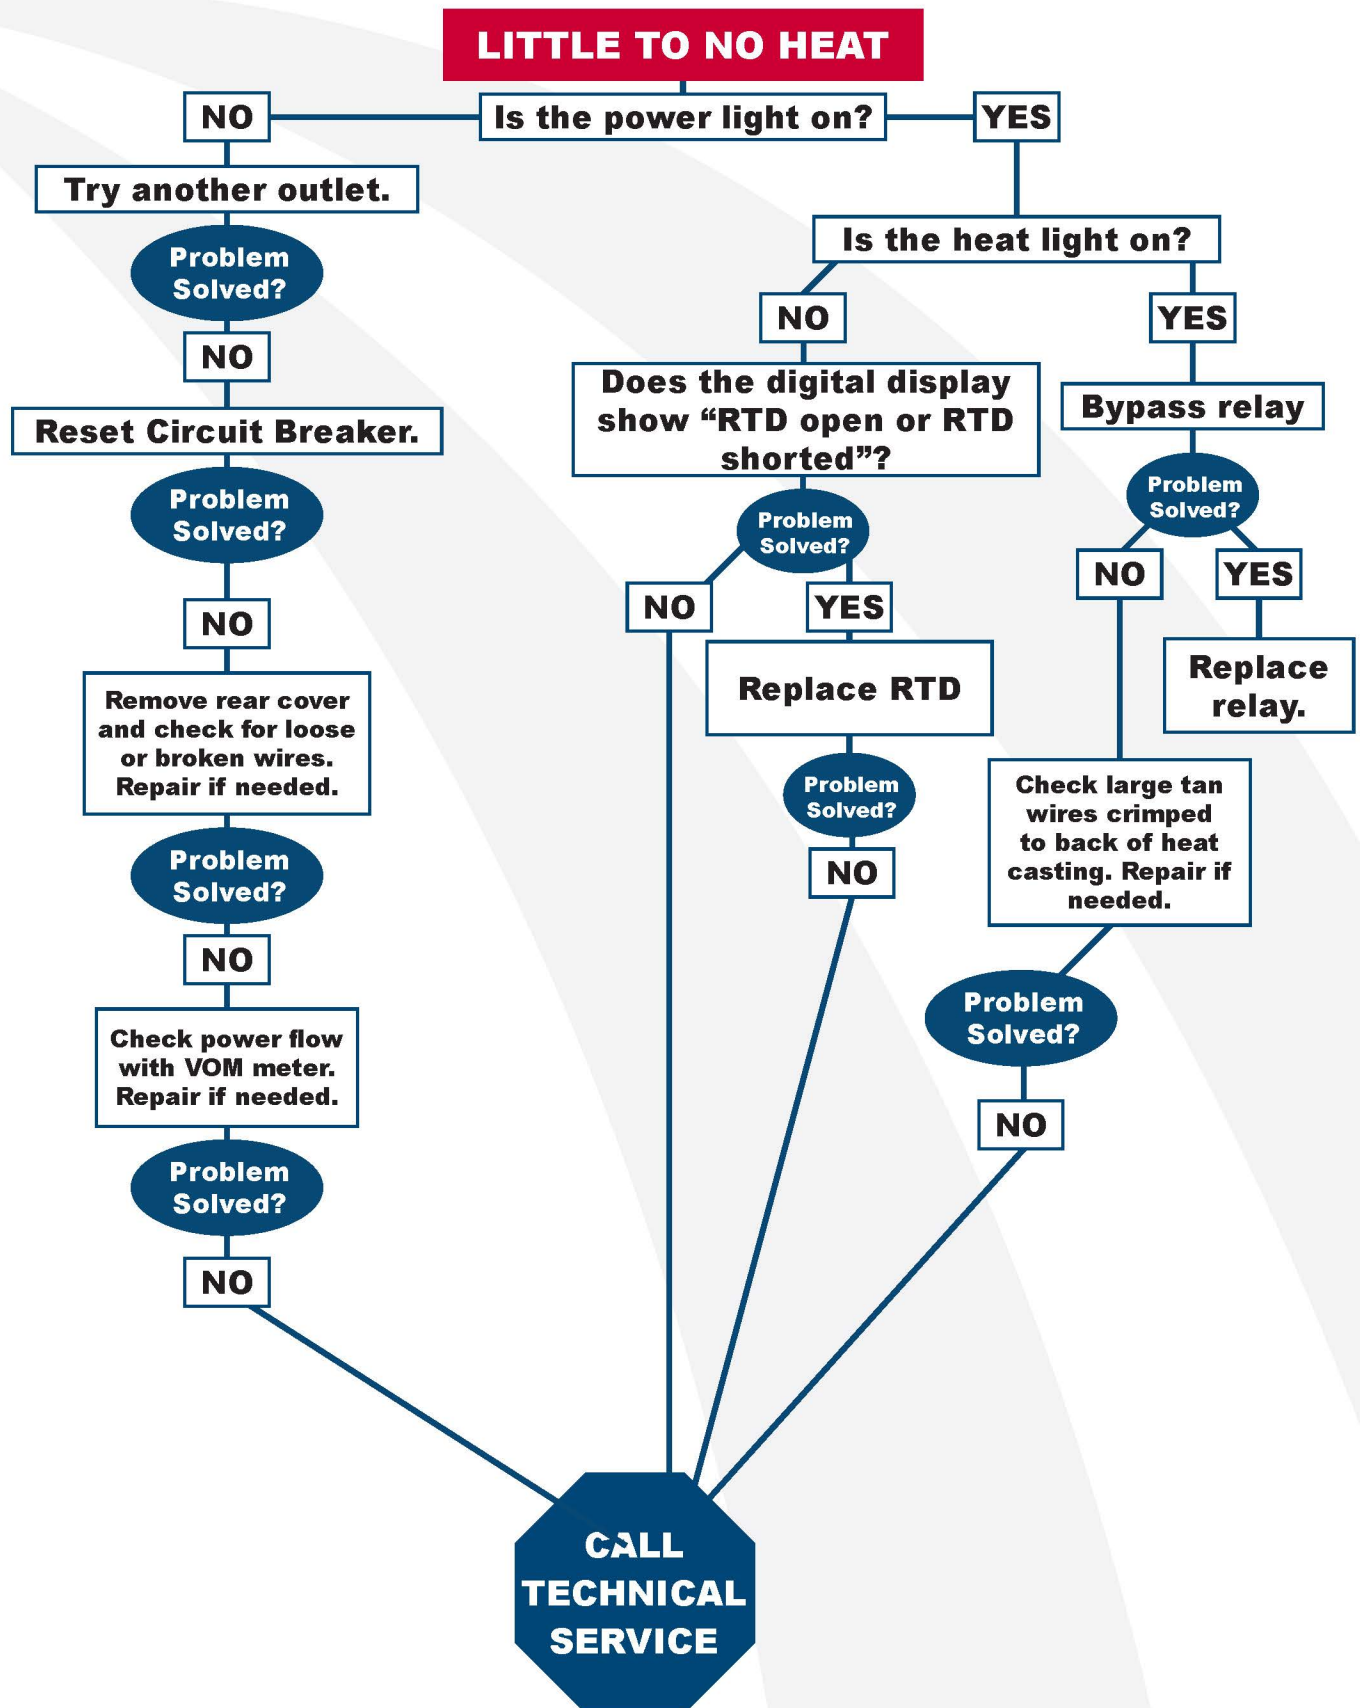 LITTLE TO NO HEAT
NO
Is the power light on?
YES
Try another outlet.
Problem
Solved?
NO
Reset Circuit Breaker.
Problem
Solved?
NO
Remove rear cover
and check for loose
or broken wires.
Repair if needed.
Problem
Solved?
NO
Check power flow
with VOM meter.
Repair if needed.
Problem
Solved?
NO
Is the heat light on?
NO
Does the digital display
show “RTD open or RTD
shorted”?
Problem
Solved?
NO
YES
Replace RTD
Problem
Solved?
NO
YES
Bypass relay
Problem
Solved?
NO
YES
Replace
relay.
Check large tan
wires crimped
to back of heat
casting. Repair if
needed.
Problem
Solved?
NO
CALL
TECHNICAL
SERVICE